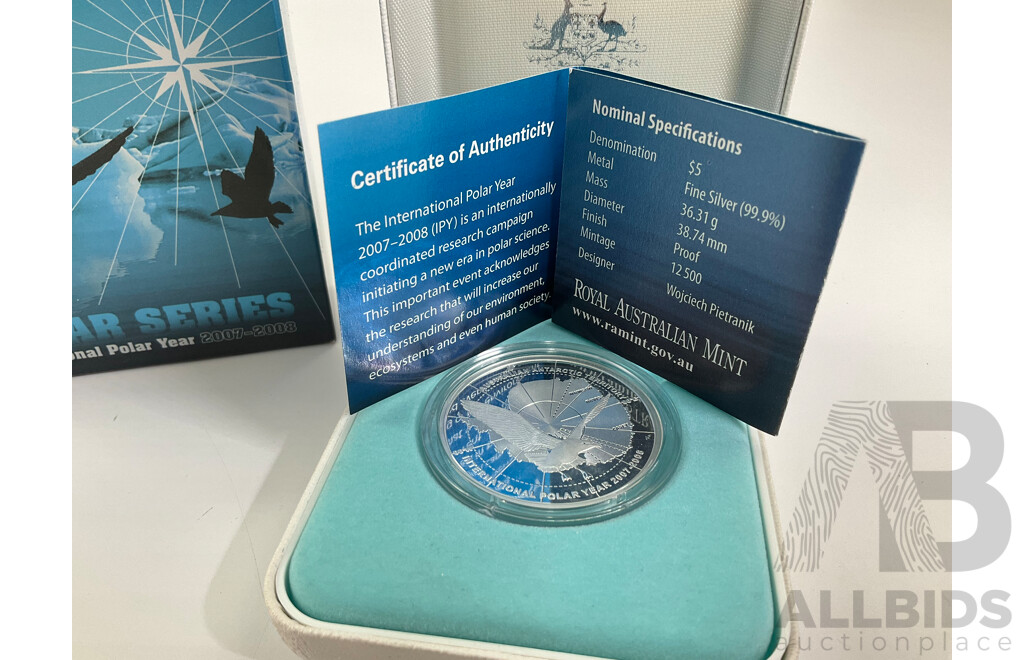 AR SERIES
onal Polar Year 2007-2008
Certificate of Authenticity
The International Polar Year
2007–2008 (IPY) is an internationally
coordinated research campaign
initiating a new era in polar science.
This important event acknowledges
the research that will increase our
understanding of our environment,
ecosystems and even human society.
Nominal Specifications
Denomination $5
Metal Fine Silver (99.9%)
Mass 36.31 g
Diameter 38.74 mm
Finish Proof
Mintage 12 500
Designer Wojciech Pietranik
ROYAL AUSTRALIAN MINT
www.ramint.gov.au
ANTARCTIC TERRITORY
INTERNATIONAL POLAR YEAR 2007-2008
AB
ALLBIDS
auctionplace